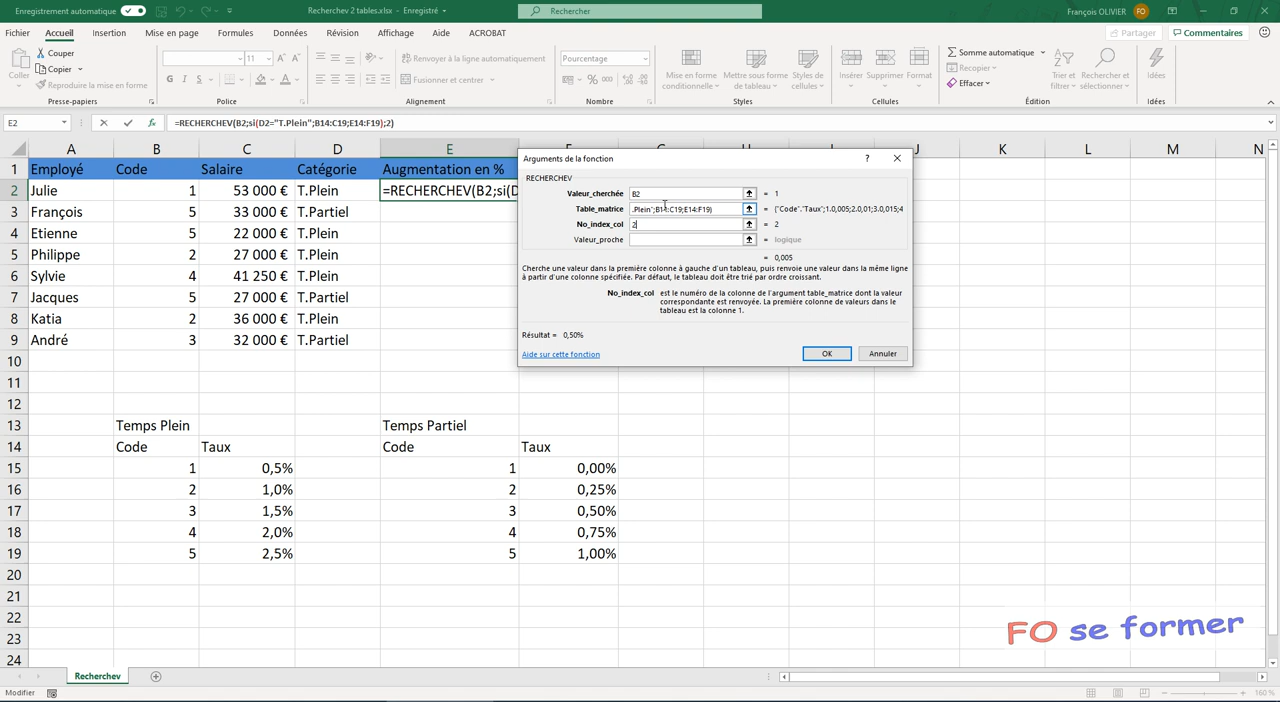 Enregistrement automatique
Recherchev 2 tables.xlsx - Enregistré
Rechercher
François OLIVIER FO
Fichier Accueil Insertion Mise en page Formules Données Révision Affichage Aide ACROBAT
Partager Commentaires
Coller
Couper
Copier
Reproduire la mise en forme
Presse-papiers
11
G I S
Police
Renvoyer à la ligne automatiquement
Fusionner et centrer
Alignement
Pourcentage
% 000
Nombre
Mise en forme conditionnelle
Mettre sous forme de tableau
Styles de cellules
Styles
Insérer Supprimer Format
Cellules
Somme automatique
Recopier
Effacer
Trier et filtrer
Rechercher et sélectionner
Édition
Idées
Idées
E2
=RECHERCHEV(B2;si(D2="T.Plein";B14:C19;E14:F19);2)
A B C D E F G H I J K L M N
1 Employé Code Salaire Catégorie Augmentation en %
2 Julie 1 53 000 € T.Plein =RECHERCHEV(B2;si(D
3 François 5 33 000 € T.Partiel
4 Etienne 5 22 000 € T.Plein
5 Philippe 2 27 000 € T.Plein
6 Sylvie 4 41 250 € T.Plein
7 Jacques 5 27 000 € T.Partiel
8 Katia 2 36 000 € T.Plein
9 André 3 32 000 € T.Partiel
10
11
12
13 Temps Plein Temps Partiel
14 Code Taux Code Taux
15 1 0,5% 1 0,00%
16 2 1,0% 2 0,25%
17 3 1,5% 3 0,50%
18 4 2,0% 4 0,75%
19 5 2,5% 5 1,00%
20
21
22
23
24
Arguments de la fonction ?
RECHERCHEV
Valeur_cherchée B2 = 1
Table_matrice .Plein";B14:C19;E14:F19) = {"Code"."Taux";1.0,005;2.0,01;3.0,015;4
No_index_col 2 = 2
Valeur_proche = logique
= 0,005
Cherche une valeur dans la première colonne à gauche d'un tableau, puis renvoie une valeur dans la même ligne
à partir d'une colonne spécifiée. Par défaut, le tableau doit être trié par ordre croissant.
No_index_col est le numéro de la colonne de l'argument table_matrice dont la valeur
correspondante est renvoyée. La première colonne de valeurs dans le
tableau est la colonne 1.
Résultat = 0,50%
Aide sur cette fonction
OK Annuler
FO se former
Recherchev
Modifier
160 %